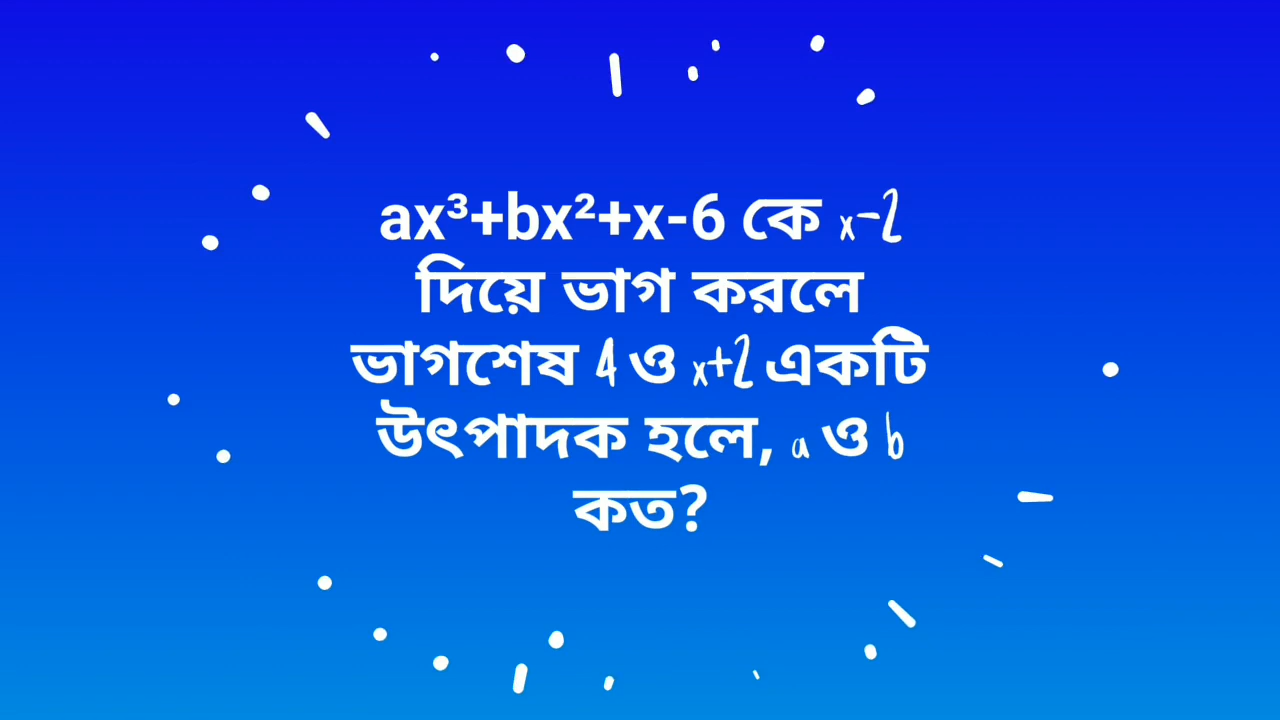 ax³+bx²+x-6 কে x-2
দিয়ে ভাগ করলে
ভাগশেষ 4 ও x+2 একটি
উৎপাদক হলে, a ও b
কত?